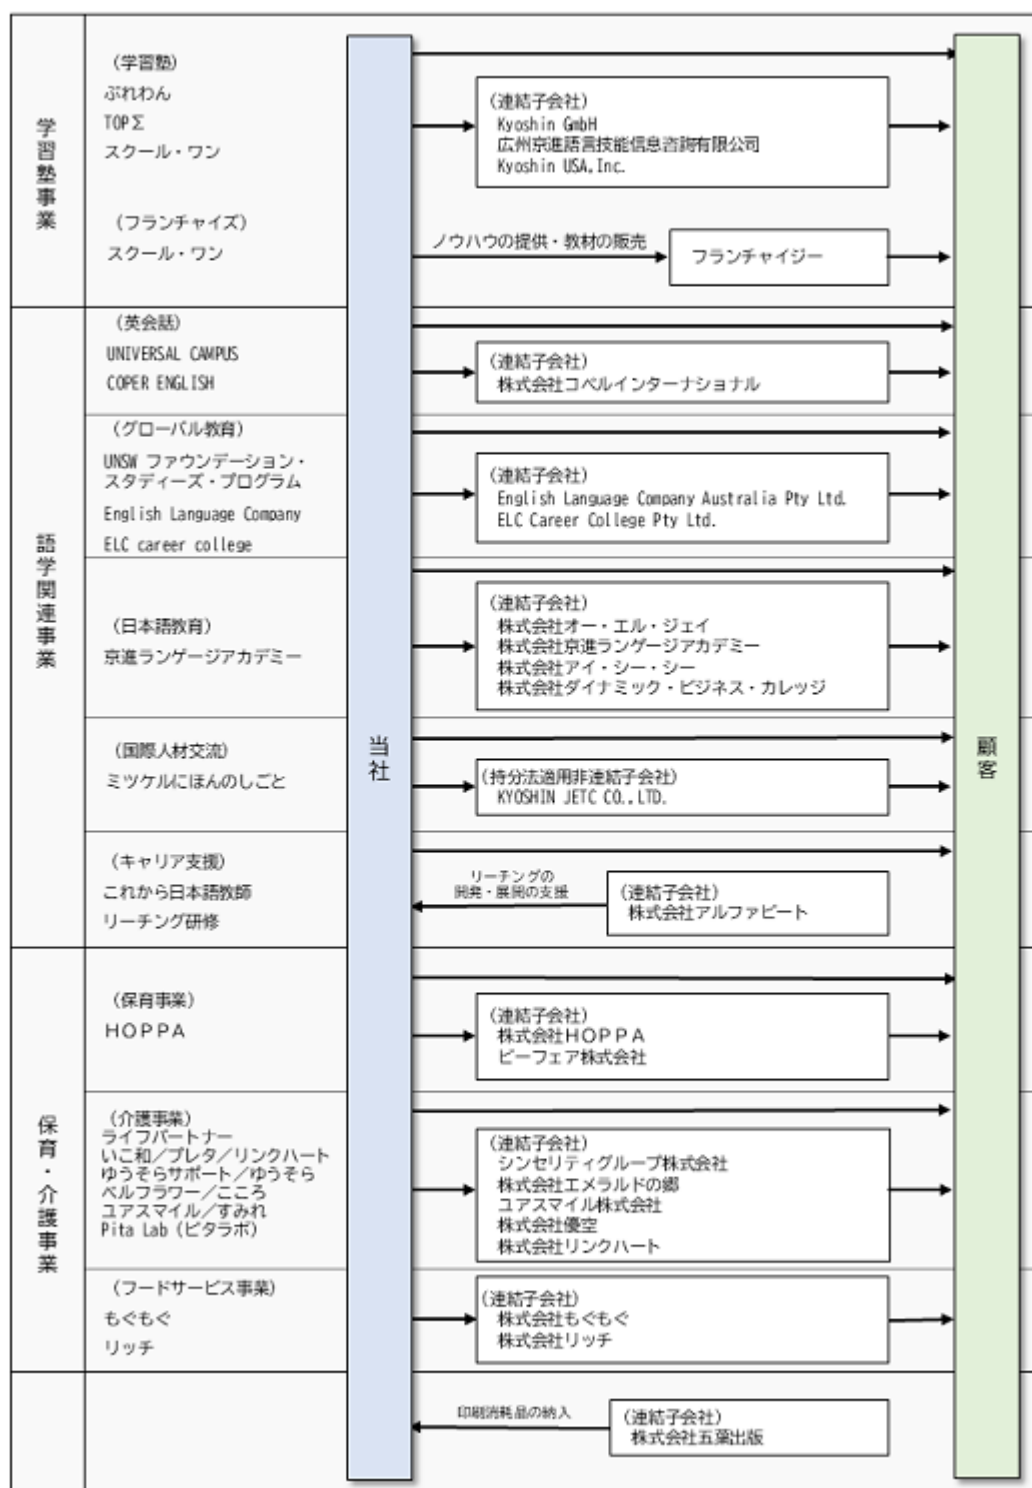 学習塾事業
（学習塾）
ぷれわん
TOPΣ
スクール・ワン
（連結子会社）
Kyoshin GmbH
広州京進語言技能信息咨詢有限公司
Kyoshin USA,Inc.
（フランチャイズ）
スクール・ワン
ノウハウの提供・教材の販売
フランチャイジー
語学関連事業
（英会話）
UNIVERSAL CAMPUS
COPER ENGLISH
（連結子会社）
株式会社コペルインターナショナル
（グローバル教育）
UNSW ファウンデーション・
スタディーズ・プログラム
English Language Company
ELC career college
（連結子会社）
English Language Company Australia Pty Ltd.
ELC Career College Pty Ltd.
（日本語教育）
京進ランゲージアカデミー
（連結子会社）
株式会社オー・エル・ジェイ
株式会社京進ランゲージアカデミー
株式会社アイ・シー・シー
株式会社ダイナミック・ビジネス・カレッジ
当社
顧客
（国際人材交流）
ミツケルにほんのしごと
（持分法適用非連結子会社）
KYOSHIN JETC CO.,LTD.
（キャリア支援）
これから日本語教師
リーチング研修
リーチングの
開発・展開の支援
（連結子会社）
株式会社アルファビート
保育・介護事業
（保育事業）
ＨＯＰＰＡ
（連結子会社）
株式会社ＨＯＰＰＡ
ビーフェア株式会社
（介護事業）
ライフパートナー
いこ和／プレタ／リンクハート
ゆうそらサポート／ゆうそら
ベルフラワー／こころ
ユアスマイル／すみれ
Pita Lab（ピタラボ）
（連結子会社）
シンセリティグループ株式会社
株式会社エメラルドの郷
ユアスマイル株式会社
株式会社優空
株式会社リンクハート
（フードサービス事業）
もぐもぐ
リッチ
（連結子会社）
株式会社もぐもぐ
株式会社リッチ
印刷消耗品の納入
（連結子会社）
株式会社五葉出版